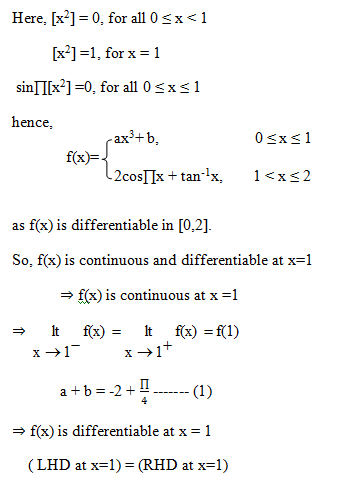 Here, [x²] = 0, for all 0 ≤ x < 1
[x²] =1, for x = 1
sin∏[x²] =0, for all 0 ≤ x ≤ 1
hence,
ax³+ b, 0 ≤ x ≤ 1
f(x)=
2cos∏x + tan⁻¹x, 1 < x ≤ 2
as f(x) is differentiable in [0,2].
So, f(x) is continuous and differentiable at x=1
⇒ f(x) is continuous at x =1
⇒ lt f(x) = lt f(x) = f(1)
x → 1⁻ x → 1⁺
a + b = -2 + ∏/4 ------- (1)
⇒ f(x) is differentiable at x = 1
( LHD at x=1) = (RHD at x=1)